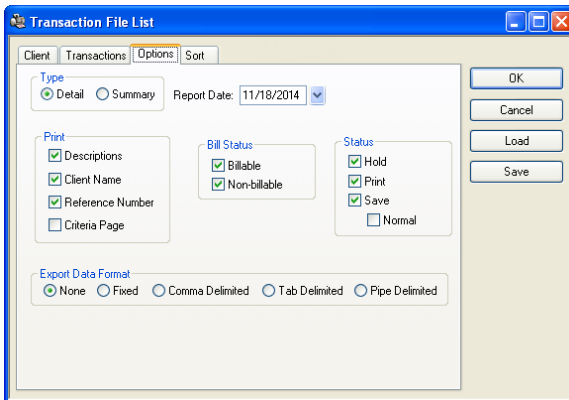 Transaction File List
Client Transactions Options Sort
Type
Detail Summary Report Date: 11/18/2014
OK
Cancel
Load
Save
Print
Descriptions
Client Name
Reference Number
Criteria Page
Bill Status
Billable
Non-billable
Status
Hold
Print
Save
Normal
Export Data Format
None Fixed Comma Delimited Tab Delimited Pipe Delimited